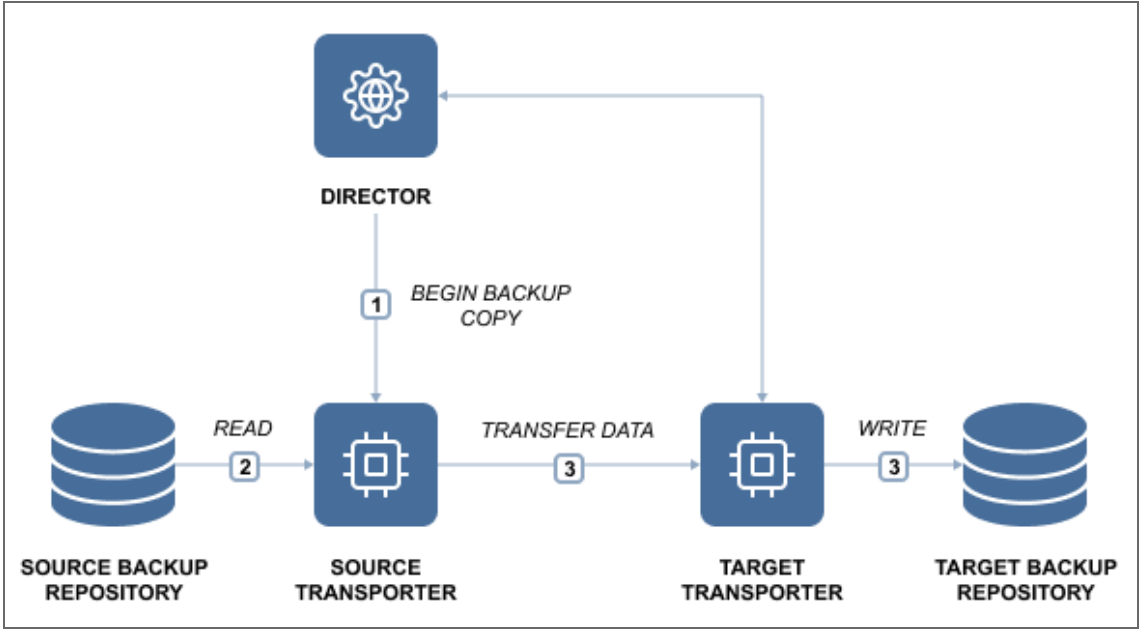 DIRECTOR
1
BEGIN BACKUP
COPY
READ
2
TRANSFER DATA
3
WRITE
3
SOURCE BACKUP
REPOSITORY
SOURCE
TRANSPORTER
TARGET
TRANSPORTER
TARGET BACKUP
REPOSITORY